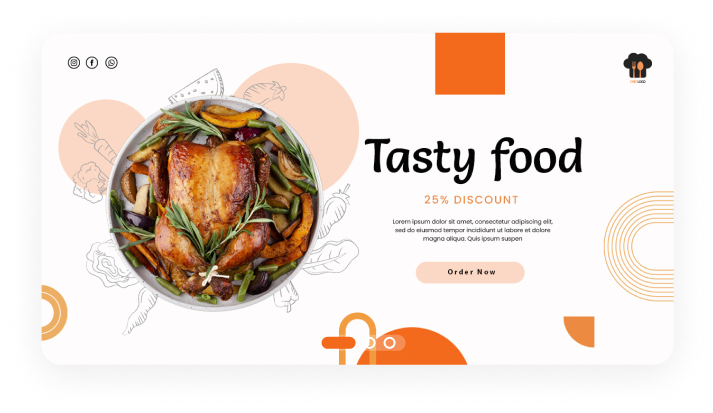 Tasty food
25% DISCOUNT
Lorem ipsum dolor sit amet, consectetur adipiscing elit,
sed do eiusmod tempor incididunt ut labore et dolore
magna aliqua. Quis ipsum suspen
Order Now